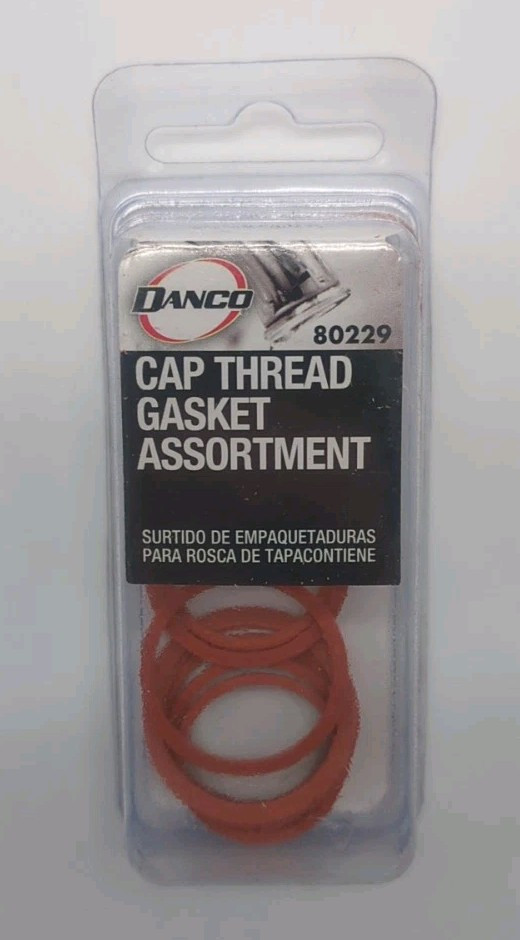 DANCO
80229
CAP THREAD
GASKET
ASSORTMENT
SURTIDO DE EMPAQUETADURAS
PARA ROSCA DE TAPACONTIENE